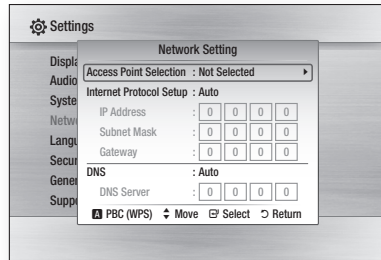 Settings
Network Setting
Displa
Access Point Selection : Not Selected
Audio
Internet Protocol Setup : Auto
Syste
IP Address : 0 0 0 0
Netwo
Subnet Mask : 0 0 0 0
Langu
Gateway : 0 0 0 0
Secur
DNS : Auto
Gener
DNS Server : 0 0 0 0
Suppo
A PBC (WPS) Move Select Return